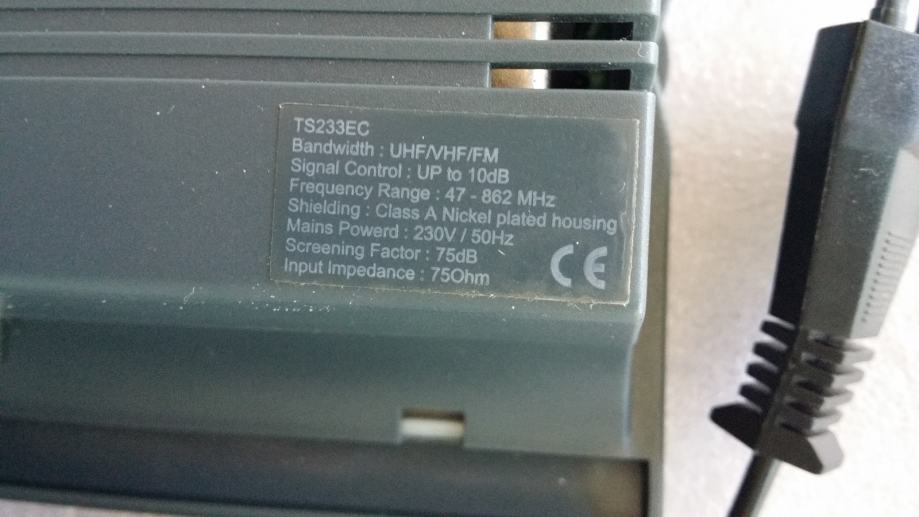 TS233EC
Bandwidth : UHF/VHF/FM
Signal Control : UP to 10dB
Frequency Range : 47 - 862 MHz
Shielding : Class A Nickel plated housing
Mains Powerd : 230V / 50Hz
Screening Factor : 75dB
Input Impedance : 75Ohm
CE